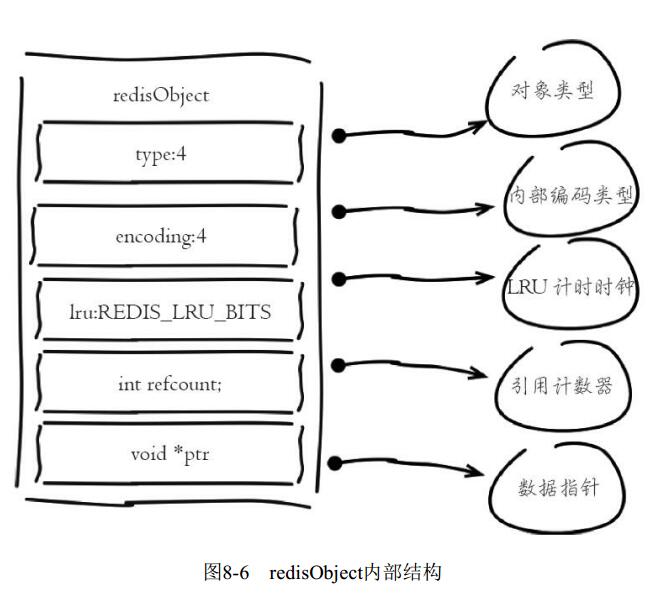 redisObject
type:4
对象类型
encoding:4
内部编码类型
lru:REDIS_LRU_BITS
LRU 计时时钟
int refcount;
引用计数器
void *ptr
数据指针
图8-6 redisObject内部结构